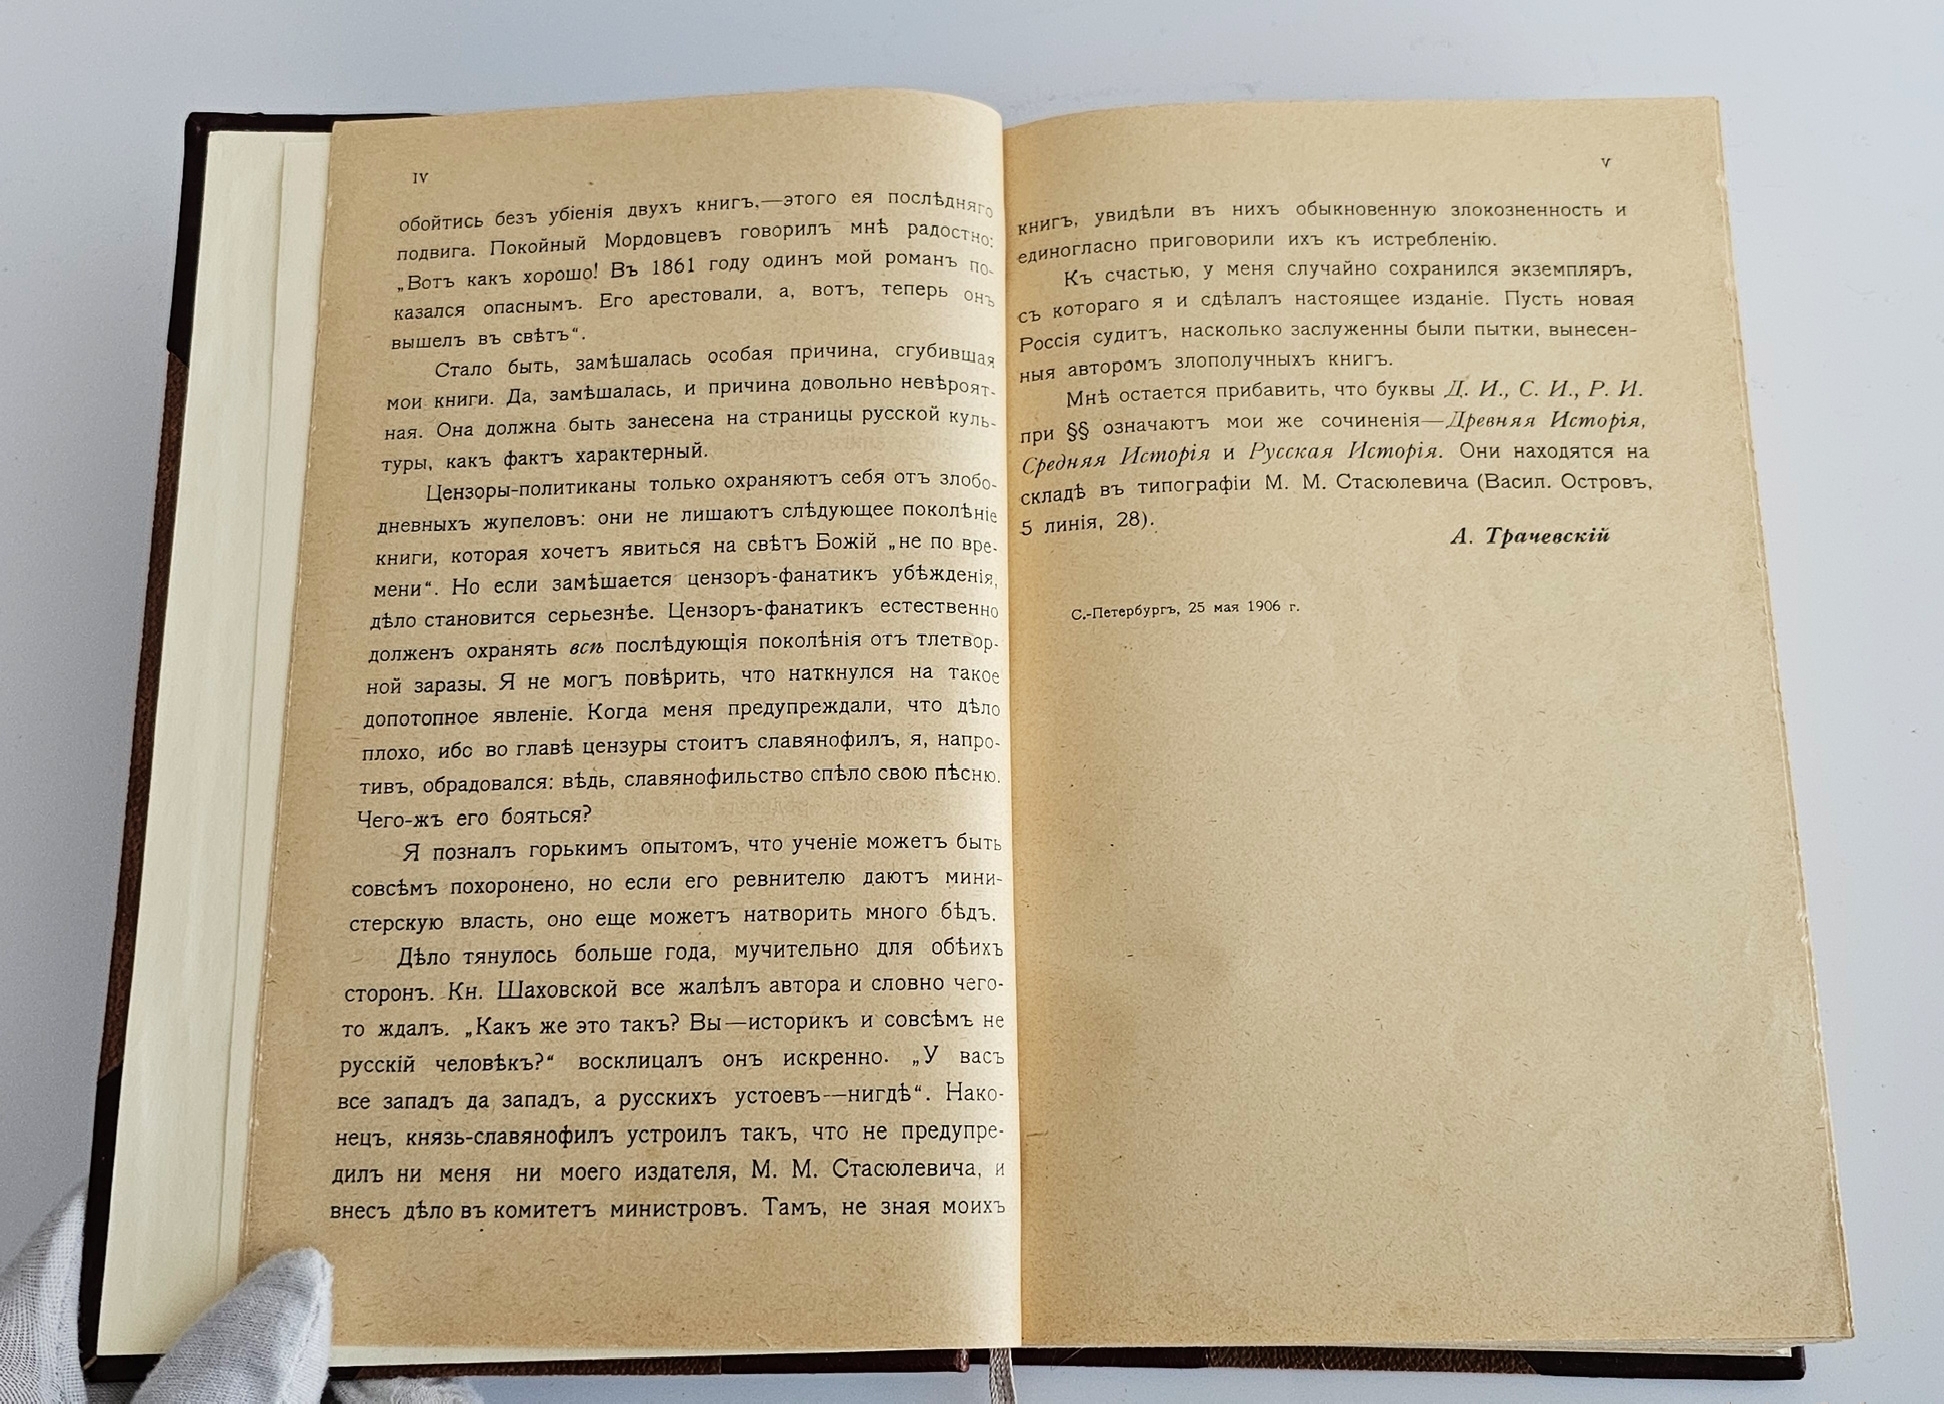 IV
обойтись безъ убіенія двухъ книгъ,—этого ея послѣдняго
подвига. Покойный Мордовцевъ говорилъ мнѣ радостно:
„Вотъ какъ хорошо! Въ 1861 году одинъ мой романъ по-
казался опаснымъ. Его арестовали, а, вотъ, теперь онъ
вышелъ въ свѣтъ“.
Стало быть, замѣшалась особая причина, сгубившая
мои книги. Да, замѣшалась, и причина довольно невѣроят-
ная. Она должна быть занесена на страницы русской куль-
туры, какъ фактъ характерный.
Цензоры-политиканы только охраняютъ себя отъ злобо-
дневныхъ жупеловъ: они не лишаютъ слѣдующее поколѣніе
книги, которая хочетъ явиться на свѣтъ Божій „не по вре-
мени“. Но если замѣшается цензоръ-фанатикъ убѣжденія,
дѣло становится серьезнѣе. Цензоръ-фанатикъ естественно
долженъ охранять всѣ послѣдующія поколѣнія отъ тлетвор-
ной заразы. Я не могъ повѣрить, что наткнулся на такое
допотопное явленіе. Когда меня предупреждали, что дѣло
плохо, ибо во главѣ цензуры стоитъ славянофилъ, я, напро-
тивъ, обрадовался: вѣдь, славянофильство спѣло свою пѣсню.
Чего-жъ его бояться?
Я позналъ горькимъ опытомъ, что ученіе можетъ быть
совсѣмъ похоронено, но если его ревнителю даютъ мини-
стерскую власть, оно еще можетъ натворить много бѣдъ.
Дѣло тянулось больше года, мучительно для обѣихъ
сторонъ. Кн. Шаховской все жалѣлъ автора и словно чего-
то ждалъ. „Какъ же это такъ? Вы—историкъ и совсѣмъ не
русскій человѣкъ?“ восклицалъ онъ искренно. „У васъ
все западъ да западъ, а русскихъ устоевъ—нигдѣ“. Нако-
нецъ, князь-славянофилъ устроилъ такъ, что не предупре-
дилъ ни меня ни моего издателя, М. М. Стасюлевича, и
внесъ дѣло въ комитетъ министровъ. Тамъ, не зная моихъ
V
книгъ, увидѣли въ нихъ обыкновенную злокозненность и
единогласно приговорили ихъ къ истребленію.
Къ счастью, у меня случайно сохранился экземпляръ,
съ котораго я и сдѣлалъ настоящее изданіе. Пусть новая
Россія судитъ, насколько заслуженны были пытки, вынесен-
ныя авторомъ злополучныхъ книгъ.
Мнѣ остается прибавить, что буквы Д. И., С. И., Р. И.
при §§ означаютъ мои же сочиненія—Древняя Исторія,
Средняя Исторія и Русская Исторія. Они находятся на
складѣ въ типографіи М. М. Стасюлевича (Васил. Островъ,
5 линія, 28).
А. Трачевскій
С.-Петербургъ, 25 мая 1906 г.